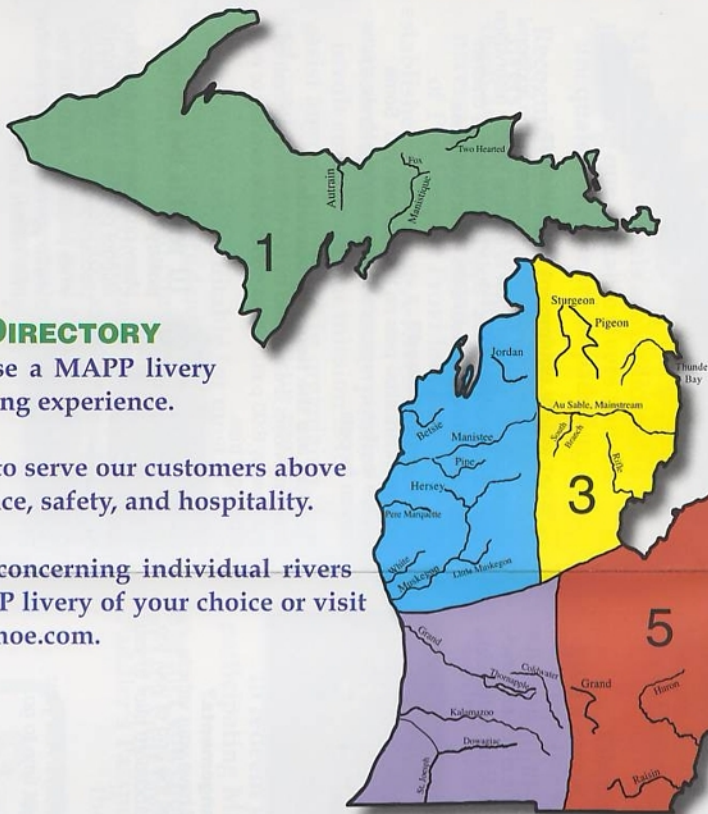 Autrain
Fox
Manistique
Two Hearted
1
DIRECTORY
se a MAPP livery
ng experience.
to serve our customers above
ce, safety, and hospitality.
concerning individual rivers
P livery of your choice or visit
noe.com.
Sturgeon
Pigeon
Jordan
Thunde
Bay
Au Sable, Mainstream
Betsie
South
Branch
Manistee
Pine
Rifle
Hersey
3
Pere Marquette
White
Muskegon
Little Muskegon
5
Grand
Coldwater
Thornapple
Grand
Huron
Kalamazoo
Dowagiac
St. Joseph
Raisin